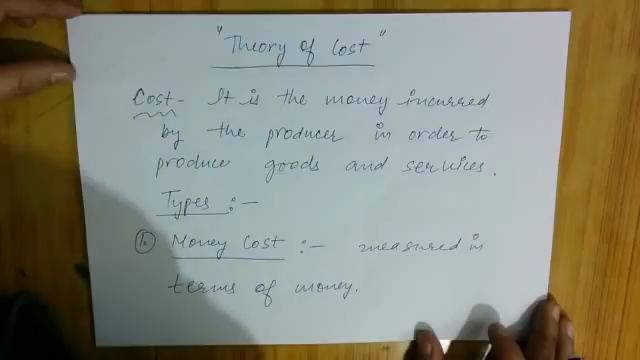 "Theory of Cost"
Cost - It is the money incurred
by the producer in order to
produce goods and services.
Types :-
1. Money Cost :- measured in
terms of money.